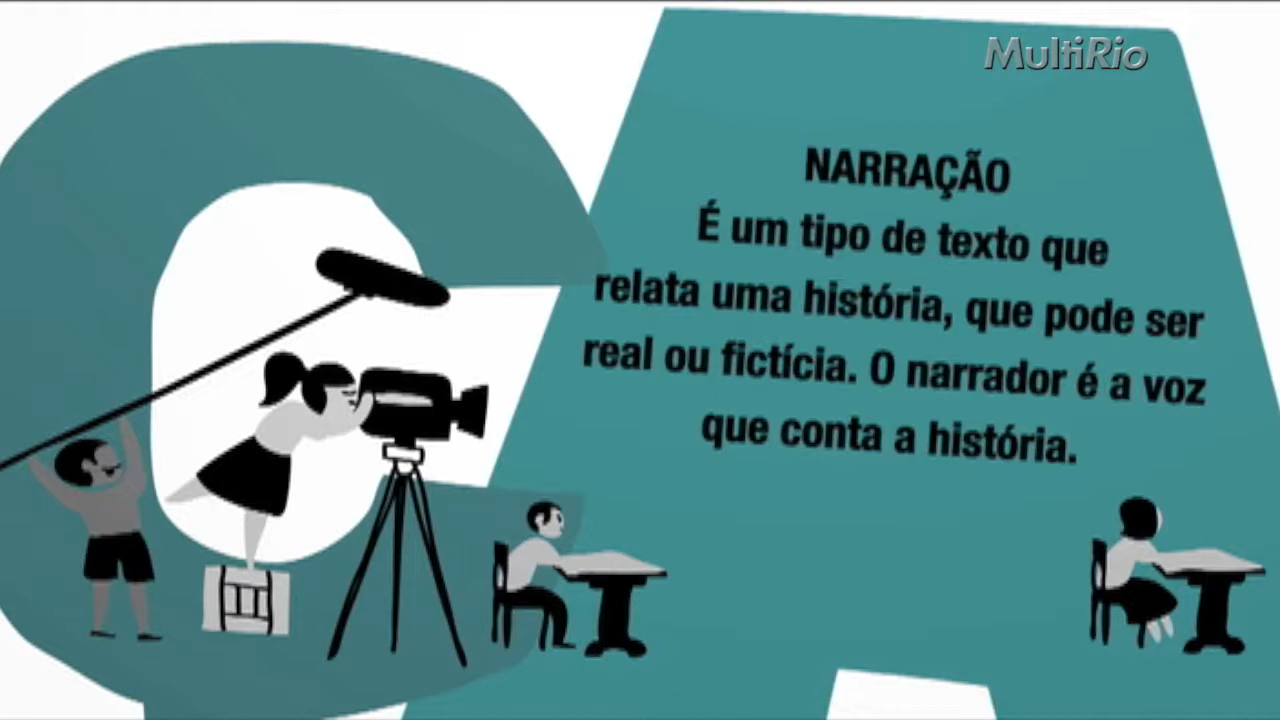 MultiRio
NARRAÇÃO
É um tipo de texto que
relata uma história, que pode ser
real ou fictícia. O narrador é a voz
que conta a história.